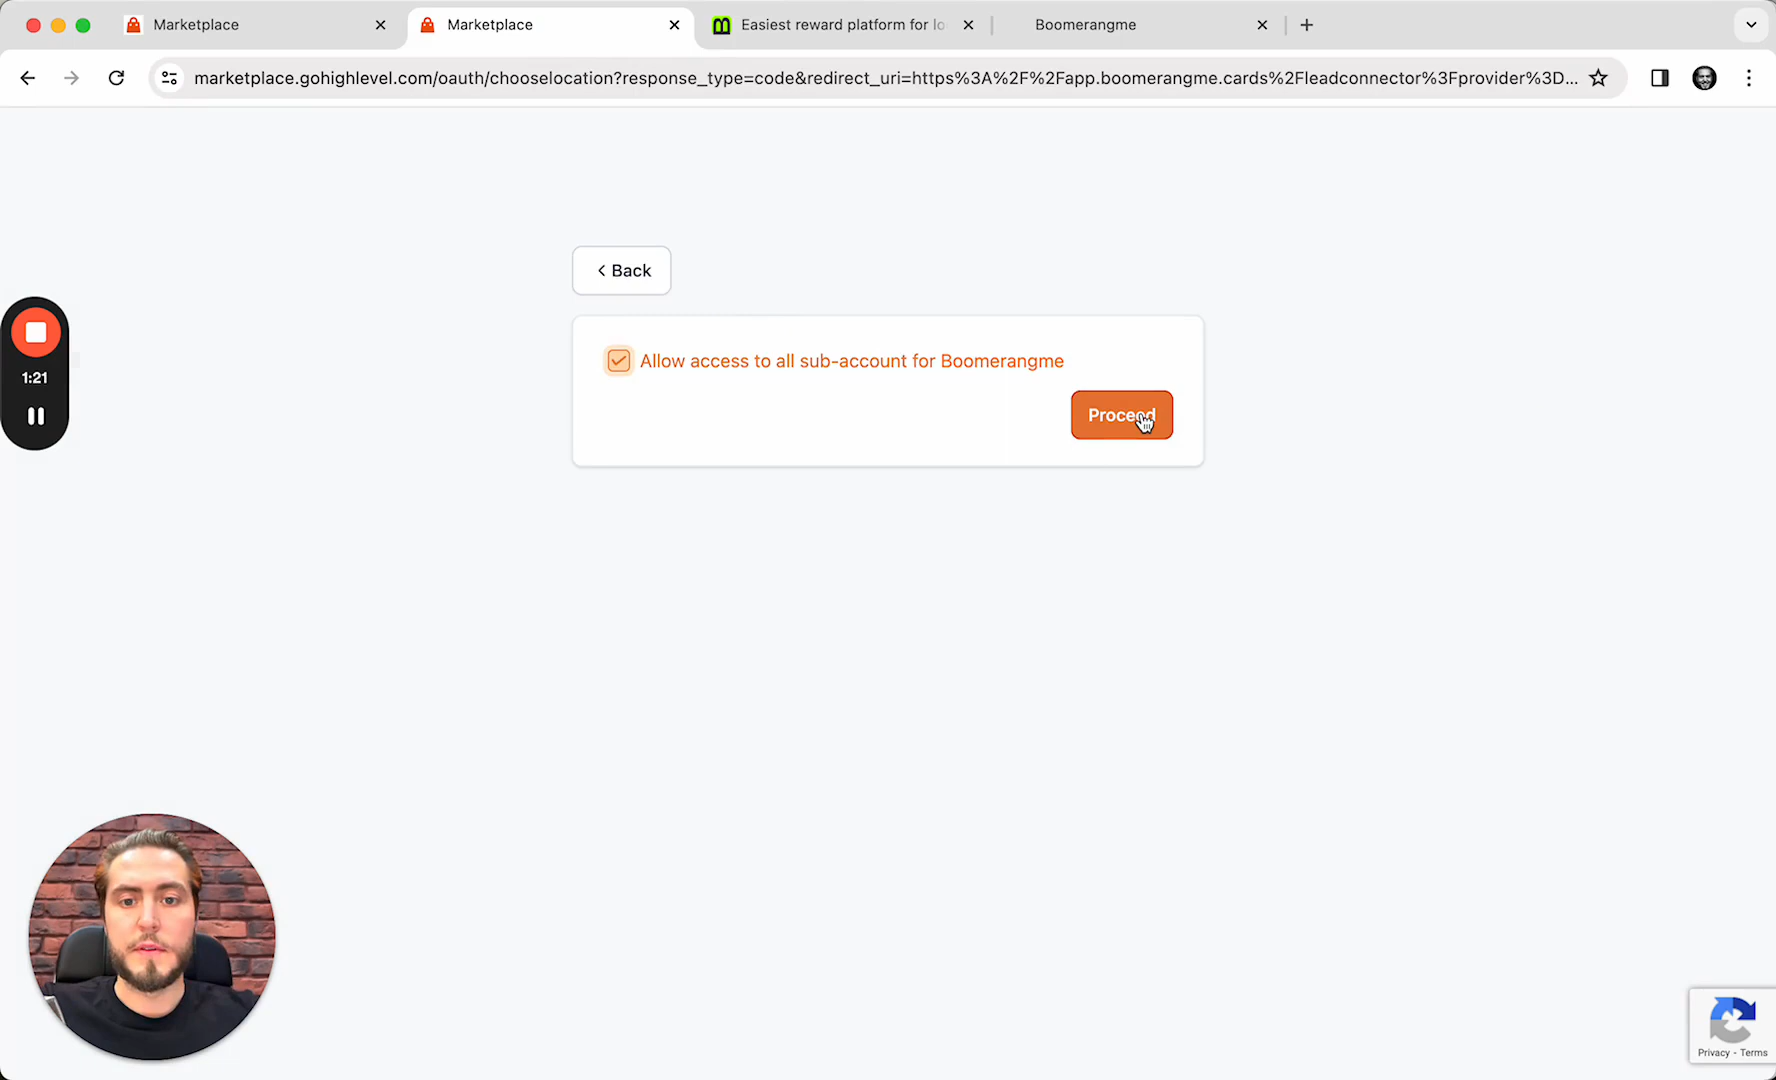 Marketplace
Marketplace
Easiest reward platform for lo
Boomerangme
marketplace.gohighlevel.com/oauth/chooselocation?response_type=code&redirect_uri=https%3A%2F%2Fapp.boomerangme.cards%2Fleadconnector%3Fprovider%3D...
Back
Allow access to all sub-account for Boomerangme
Proceed
1:21
Privacy - Terms